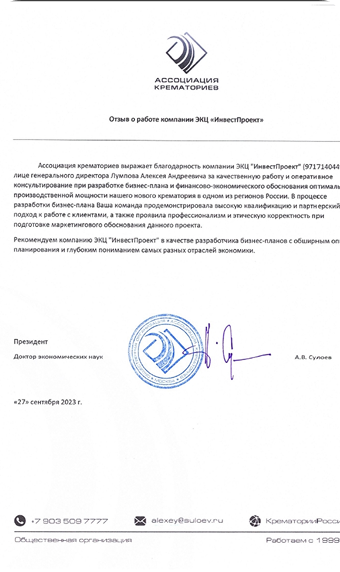 АССОЦИАЦИЯ
КРЕМАТОРИЕВ
Отзыв о работе компании ЭКЦ «ИнвестПроект»
Ассоциация крематориев выражает благодарность компании ЭКЦ "ИнвестПроект" (971714044
лице генерального директора Лумпова Алексея Андреевича за качественную работу и оперативное
консультирование при разработке бизнес-плана и финансово-экономического обоснования оптималь
производственной мощности нашего нового крематория в одном из регионов России. В процессе
разработки бизнес-плана Ваша команда продемонстрировала высокую квалификацию и партнерский
подход к работе с клиентами, а также проявила профессионализм и этическую корректность при
подготовке маркетингового обоснования данного проекта.
Рекомендуем компанию ЭКЦ "ИнвестПроект" в качестве разработчика бизнес-планов с обширным оп
планирования и глубоким пониманием самых разных отраслей экономики.
Президент
Доктор экономических наук
А.В. Сулоев
«27» сентября 2023 г.
+7 903 509 7777
alexey@suloev.ru
КрематорииРосси
Общественная организация
Работаем с 1999